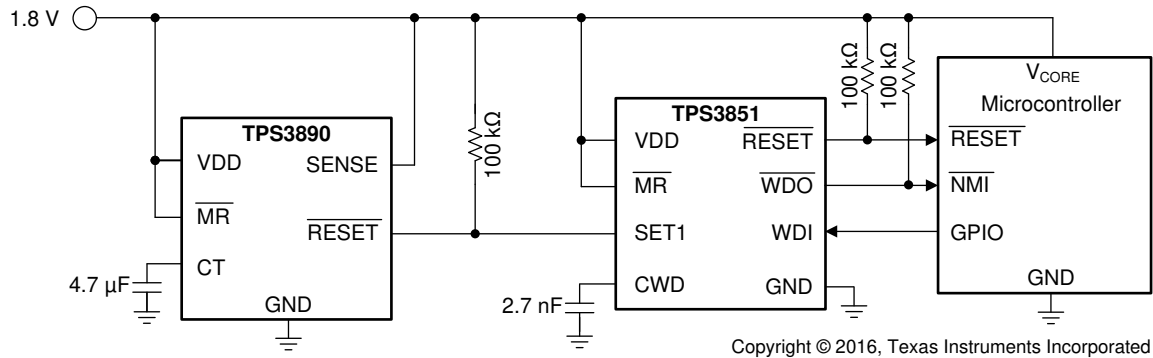 1.8 V
100 kΩ
100 kΩ
100 kΩ
VCORE
Microcontroller
RESET
NMI
GPIO
GND
TPS3890
VDD
SENSE
MR
RESET
CT
GND
4.7 µF
TPS3851
VDD
RESET
MR
WDO
SET1
WDI
CWD
GND
2.7 nF
Copyright © 2016, Texas Instruments Incorporated